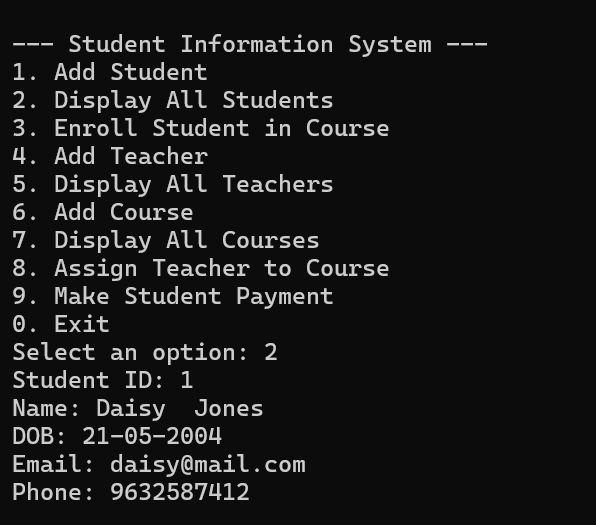 --- Student Information System ---
1. Add Student
2. Display All Students
3. Enroll Student in Course
4. Add Teacher
5. Display All Teachers
6. Add Course
7. Display All Courses
8. Assign Teacher to Course
9. Make Student Payment
0. Exit
Select an option: 2
Student ID: 1
Name: Daisy  Jones
DOB: 21-05-2004
Email: daisy@mail.com
Phone: 9632587412